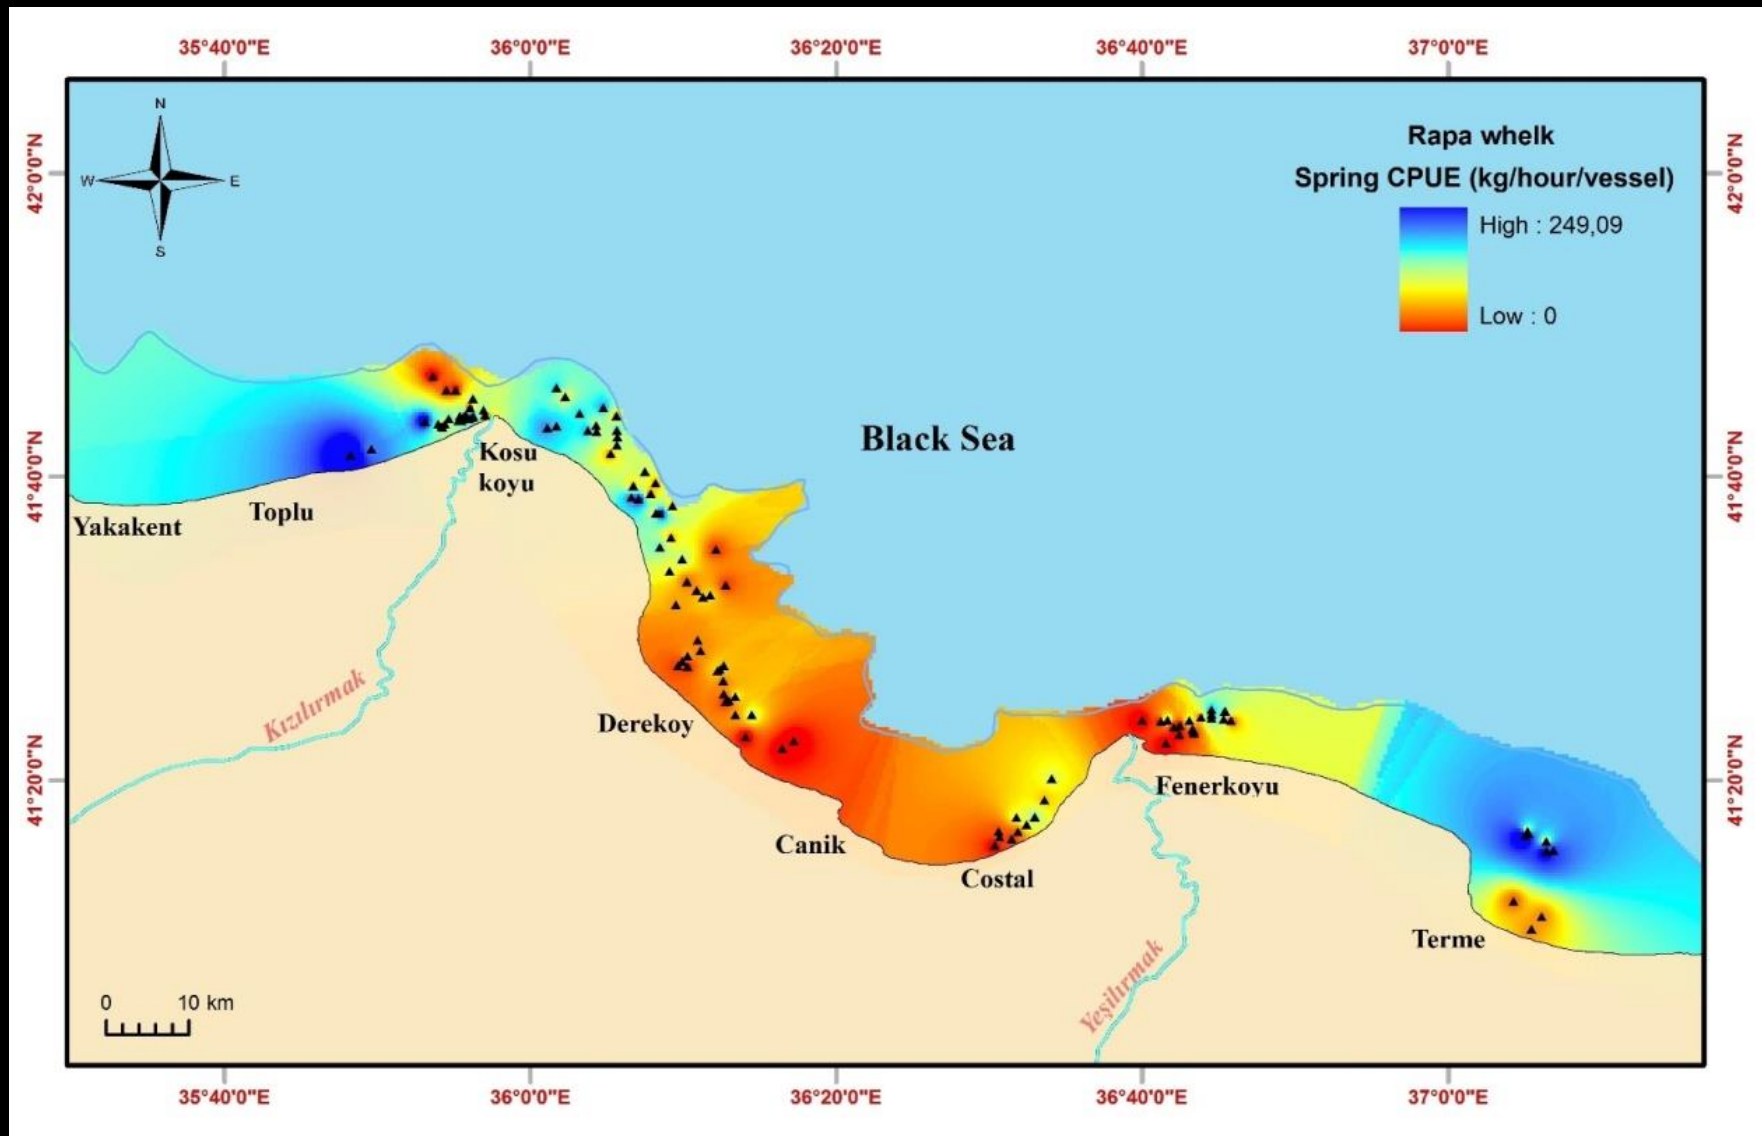 35°40'0"E
36°0'0"E
36°20'0"E
36°40'0"E
37°0'0"E
N
W
E
S
42°0'0"N
42°0'0"N
Rapa whelk
Spring CPUE (kg/hour/vessel)
High : 249,09
Low : 0
Black Sea
41°40'0"N
41°40'0"N
Kosu
koyu
Toplu
Yakakent
Kızılırmak
Derekoy
41°20'0"N
41°20'0"N
Fenerkoyu
Canik
Costal
Terme
Yeşilırmak
0
10 km
35°40'0"E
36°0'0"E
36°20'0"E
36°40'0"E
37°0'0"E